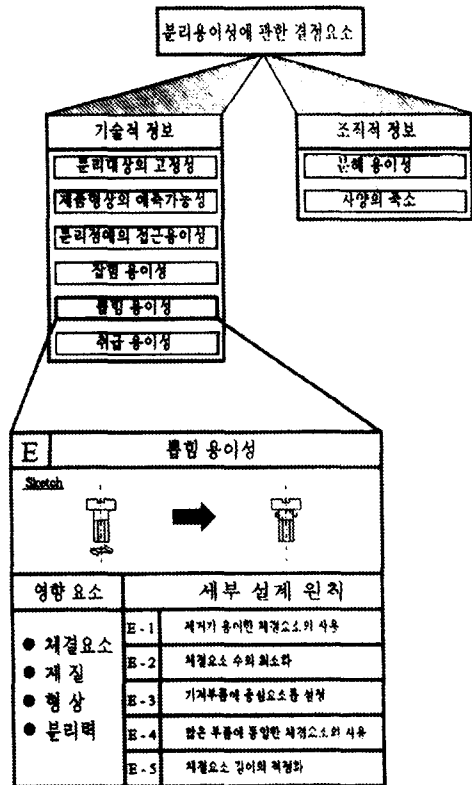 분리용이성에 관한 결정요소
기술적 정보
분리대상의 고정성
제품형상의 예측가능성
분리점에의 접근용이성
잡힘 용이성
뽑힘 용이성
취급 용이성
조직적 정보
분해 용이성
사양의 축소
E
뽑힘 용이성
Sketch
영향 요소
세부 설계 원칙
● 체결요소
● 재질
● 형상
● 분리력
E - 1 제거가 용이한 체결요소의 사용
E - 2 체결요소 수의 최소화
E - 3 기저부품에 중심요소를 설정
E - 4 많은 부품에 동일한 체결요소의 사용
E - 5 체결요소 길이의 적정화